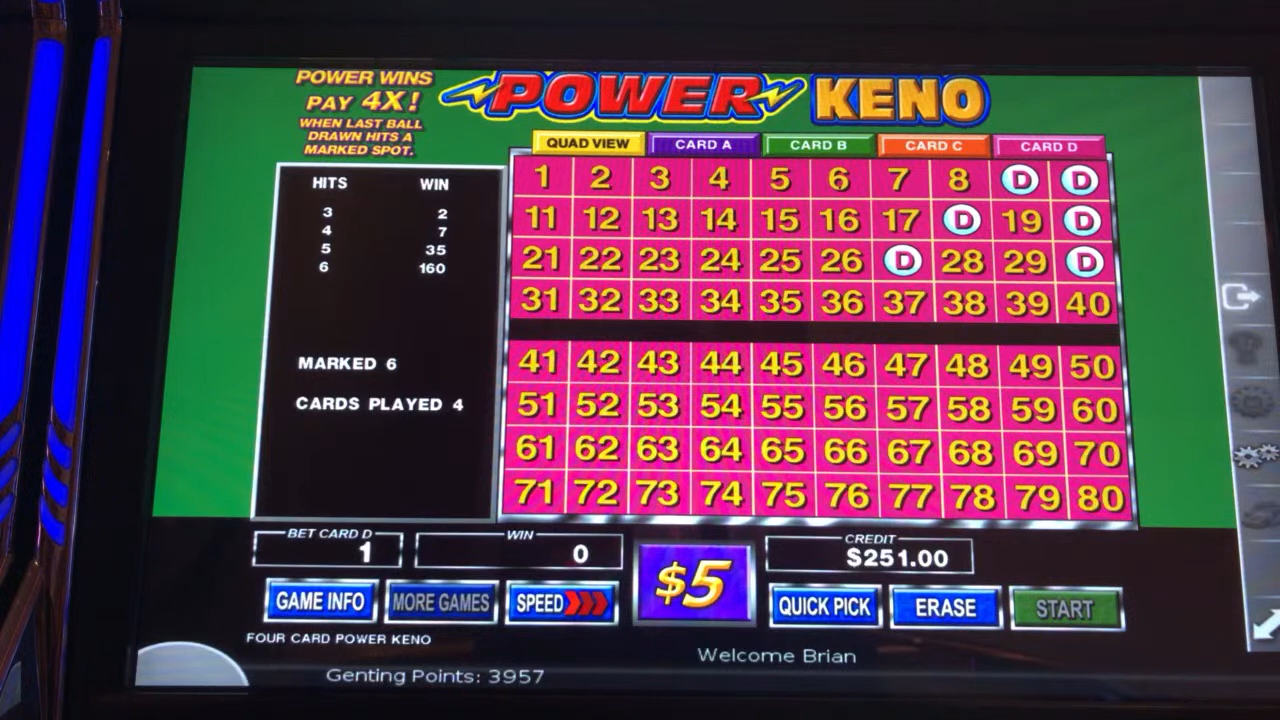 POWER WINS
PAY 4X!
WHEN LAST BALL
DRAWN HITS A
MARKED SPOT.
POWER KENO
QUAD VIEW CARD A CARD B CARD C CARD D
HITS WIN
3 2
4 7
5 35
6 160
MARKED 6
CARDS PLAYED 4
1 2 3 4 5 6 7 8 D D
11 12 13 14 15 16 17 D 19 D
21 22 23 24 25 26 D 28 29 D
31 32 33 34 35 36 37 38 39 40
41 42 43 44 45 46 47 48 49 50
51 52 53 54 55 56 57 58 59 60
61 62 63 64 65 66 67 68 69 70
71 72 73 74 75 76 77 78 79 80
BET CARD D WIN CREDIT
1 0 $5 $251.00
GAME INFO MORE GAMES SPEED QUICK PICK ERASE START
FOUR CARD POWER KENO
Welcome Brian
Genting Points: 3957